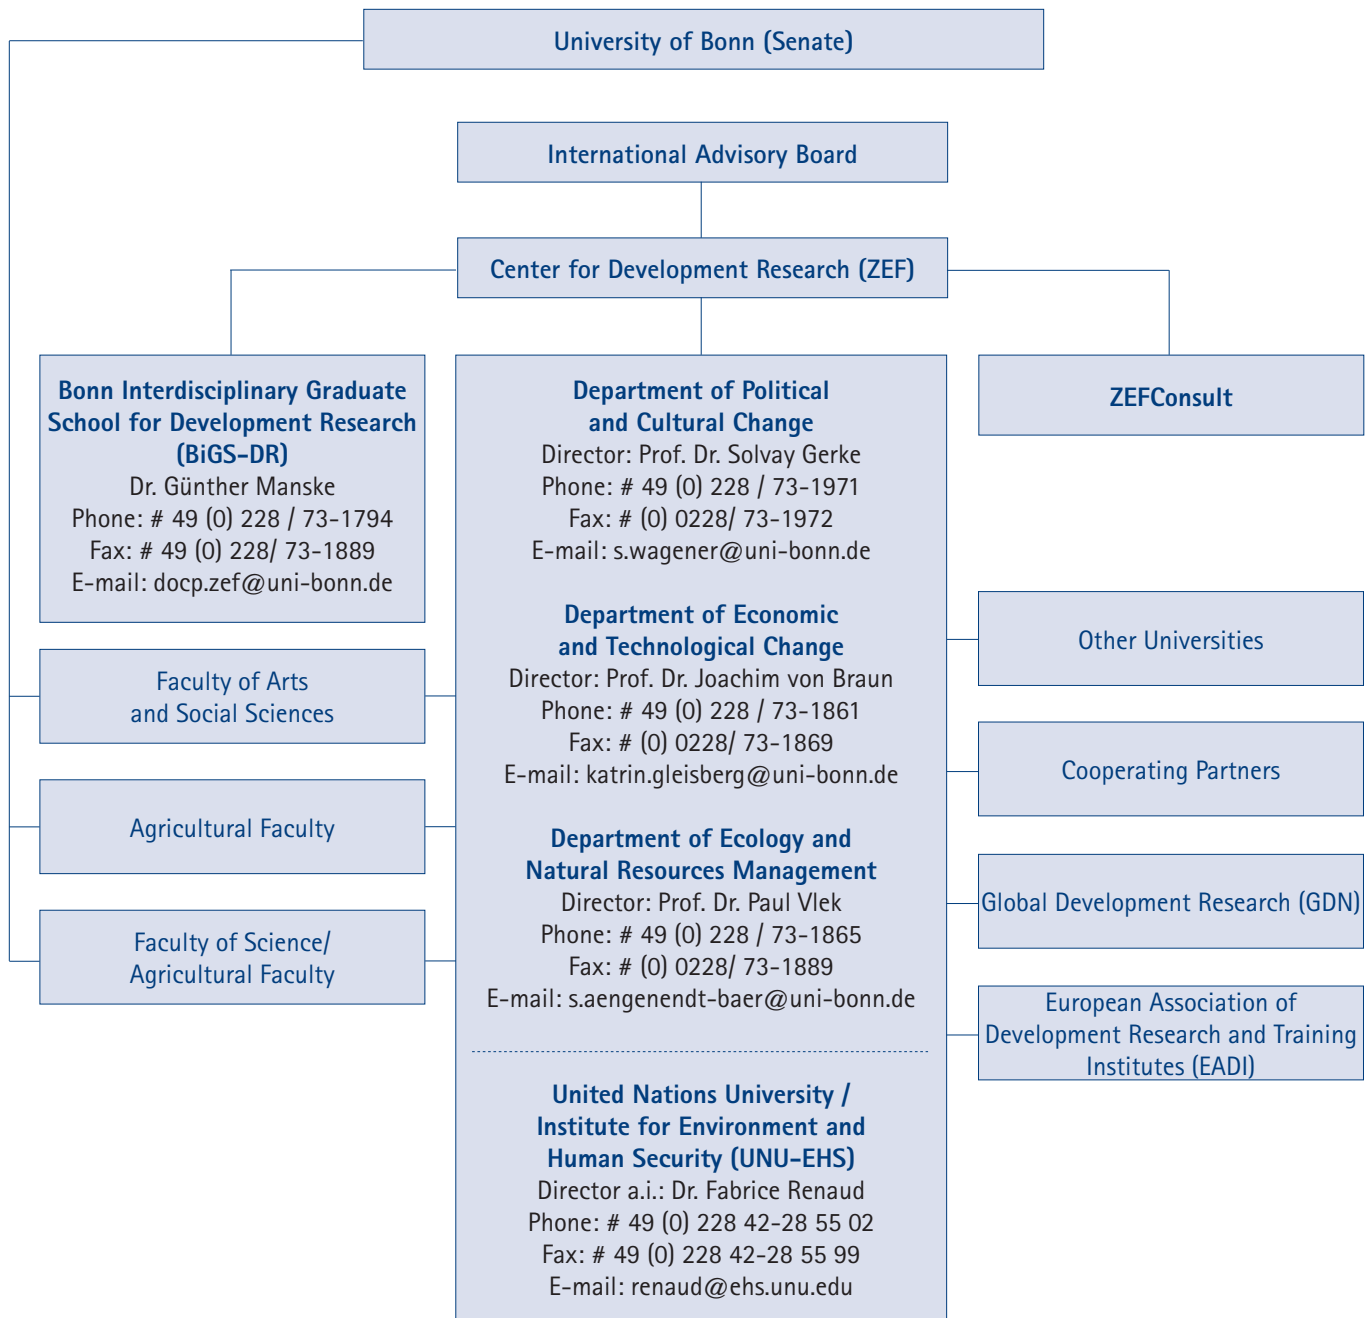 University of Bonn (Senate)
International Advisory Board
Center for Development Research (ZEF)
Bonn Interdisciplinary Graduate
School for Development Research
(BiGS-DR)
Dr. Günther Manske
Phone: # 49 (0) 228 / 73-1794
Fax: # 49 (0) 228/ 73-1889
E-mail: docp.zef@uni-bonn.de
Faculty of Arts
and Social Sciences
Agricultural Faculty
Faculty of Science/
Agricultural Faculty
Department of Political
and Cultural Change
Director: Prof. Dr. Solvay Gerke
Phone: # 49 (0) 228 / 73-1971
Fax: # (0) 0228/ 73-1972
E-mail: s.wagener@uni-bonn.de
Department of Economic
and Technological Change
Director: Prof. Dr. Joachim von Braun
Phone: # 49 (0) 228 / 73-1861
Fax: # (0) 0228/ 73-1869
E-mail: katrin.gleisberg@uni-bonn.de
Department of Ecology and
Natural Resources Management
Director: Prof. Dr. Paul Vlek
Phone: # 49 (0) 228 / 73-1865
Fax: # (0) 0228/ 73-1889
E-mail: s.aengenendt-baer@uni-bonn.de
United Nations University /
Institute for Environment and
Human Security (UNU-EHS)
Director a.i.: Dr. Fabrice Renaud
Phone: # 49 (0) 228 42-28 55 02
Fax: # 49 (0) 228 42-28 55 99
E-mail: renaud@ehs.unu.edu
ZEFConsult
Other Universities
Cooperating Partners
Global Development Research (GDN)
European Association of
Development Research and Training
Institutes (EADI)